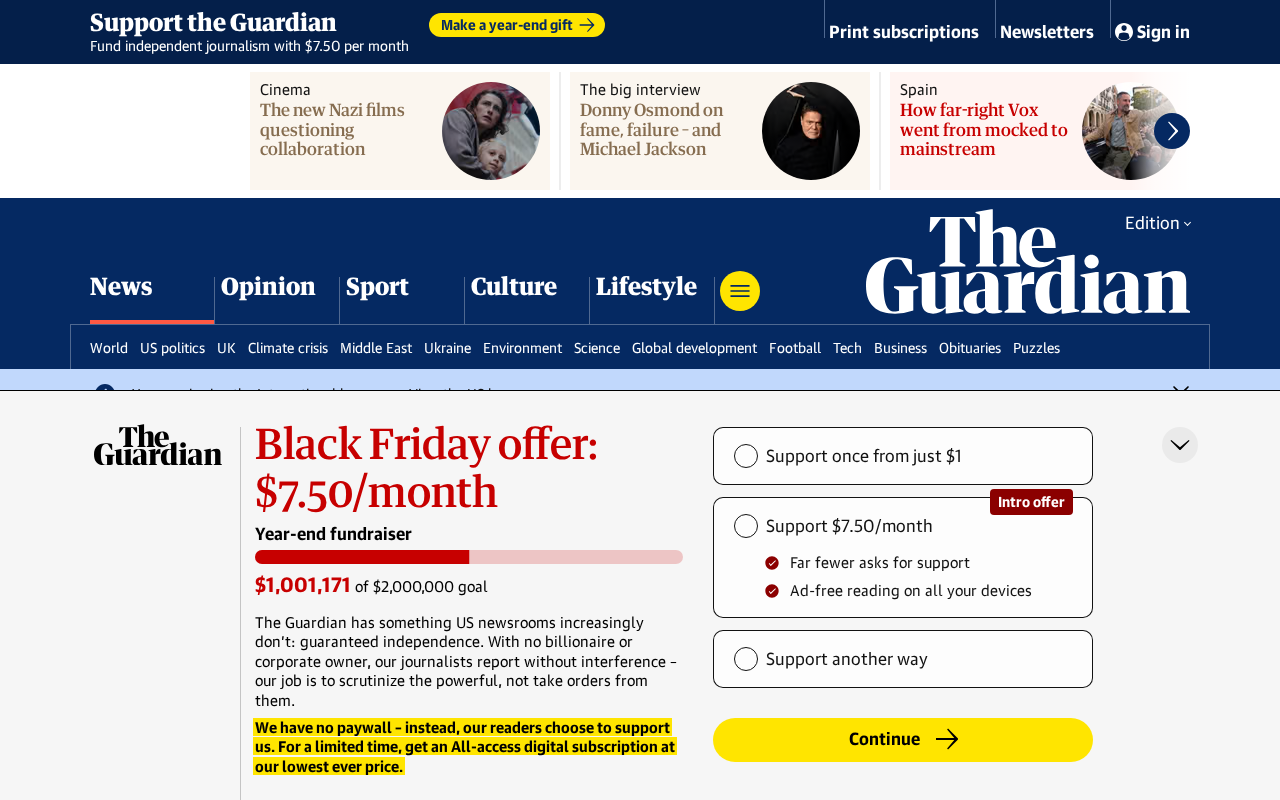 Support the Guardian
Fund independent journalism with $7.50 per month
Make a year-end gift
Print subscriptions
Newsletters
Sign in
Cinema
The new Nazi films
questioning
collaboration
The big interview
Donny Osmond on
fame, failure – and
Michael Jackson
Spain
How far-right Vox
went from mocked to
mainstream
Edition
The
Guardian
News
Opinion
Sport
Culture
Lifestyle
World
US politics
UK
Climate crisis
Middle East
Ukraine
Environment
Science
Global development
Football
Tech
Business
Obituaries
Puzzles
The
Guardian
Black Friday offer:
$7.50/month
Year-end fundraiser
$1,001,171 of $2,000,000 goal
The Guardian has something US newsrooms increasingly
don't: guaranteed independence. With no billionaire or
corporate owner, our journalists report without interference –
our job is to scrutinize the powerful, not take orders from
them.
We have no paywall – instead, our readers choose to support
us. For a limited time, get an All-access digital subscription at
our lowest ever price.
Support once from just $1
Intro offer
Support $7.50/month
Far fewer asks for support
Ad-free reading on all your devices
Support another way
Continue